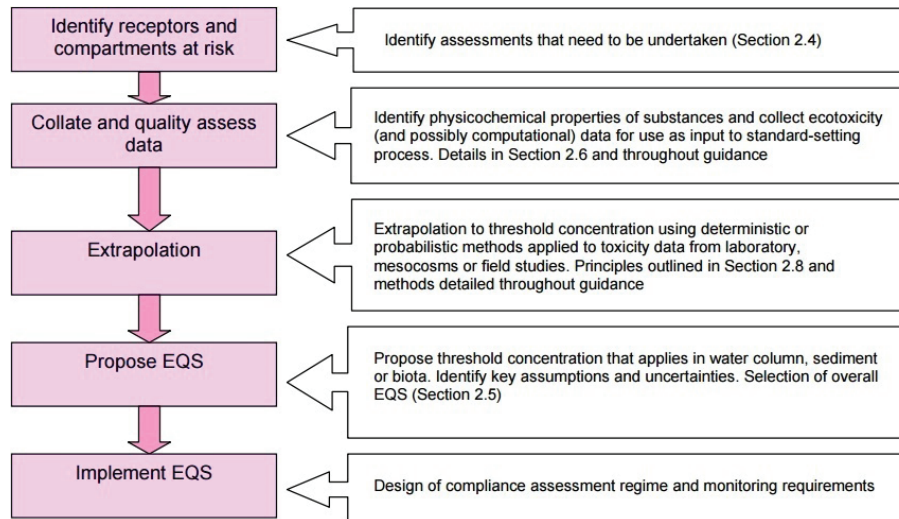 Identify receptors and
compartments at risk
Identify assessments that need to be undertaken (Section 2.4)
Collate and quality assess
data
Identify physicochemical properties of substances and collect ecotoxicity
(and possibly computational) data for use as input to standard-setting
process. Details in Section 2.6 and throughout guidance
Extrapolation
Extrapolation to threshold concentration using deterministic or
probabilistic methods applied to toxicity data from laboratory,
mesocosms or field studies. Principles outlined in Section 2.8 and
methods detailed throughout guidance
Propose EQS
Propose threshold concentration that applies in water column, sediment
or biota. Identify key assumptions and uncertainties. Selection of overall
EQS (Section 2.5)
Implement EQS
Design of compliance assessment regime and monitoring requirements